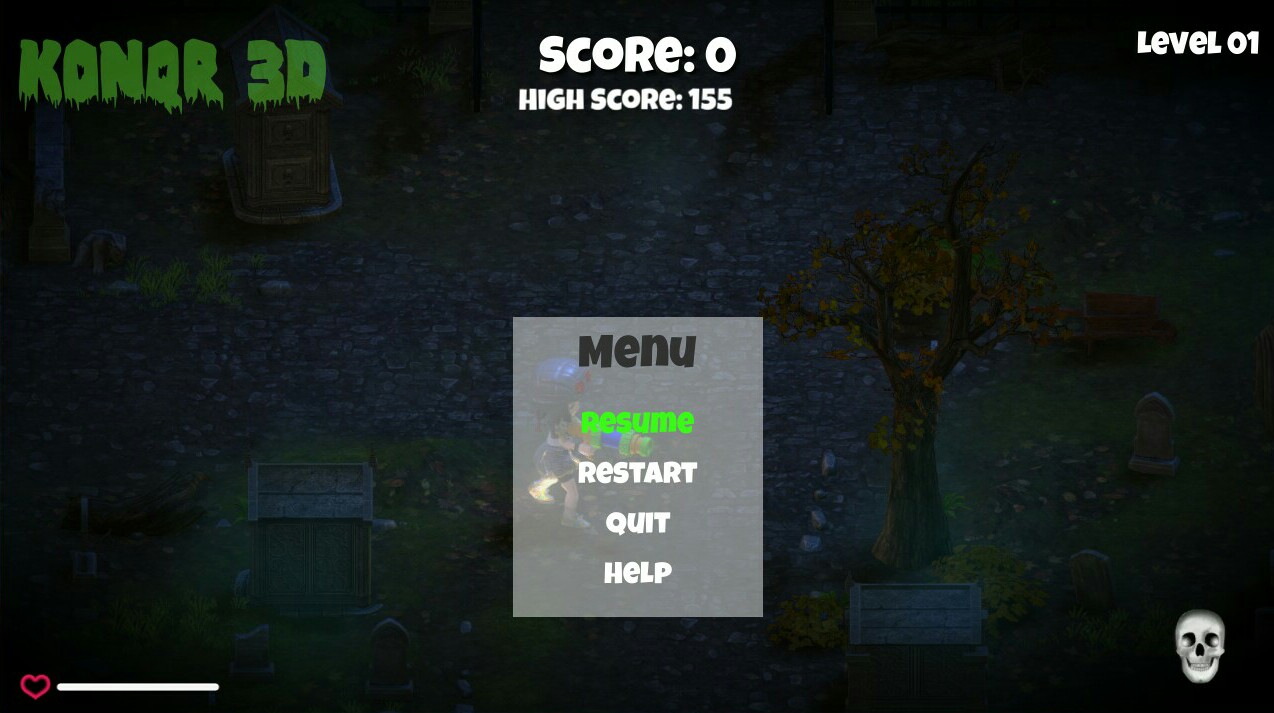 KONQR 3D
SCORE: 0
HIGH SCORE: 155
LEVEL 01
Menu
Resume
Restart
Quit
Help